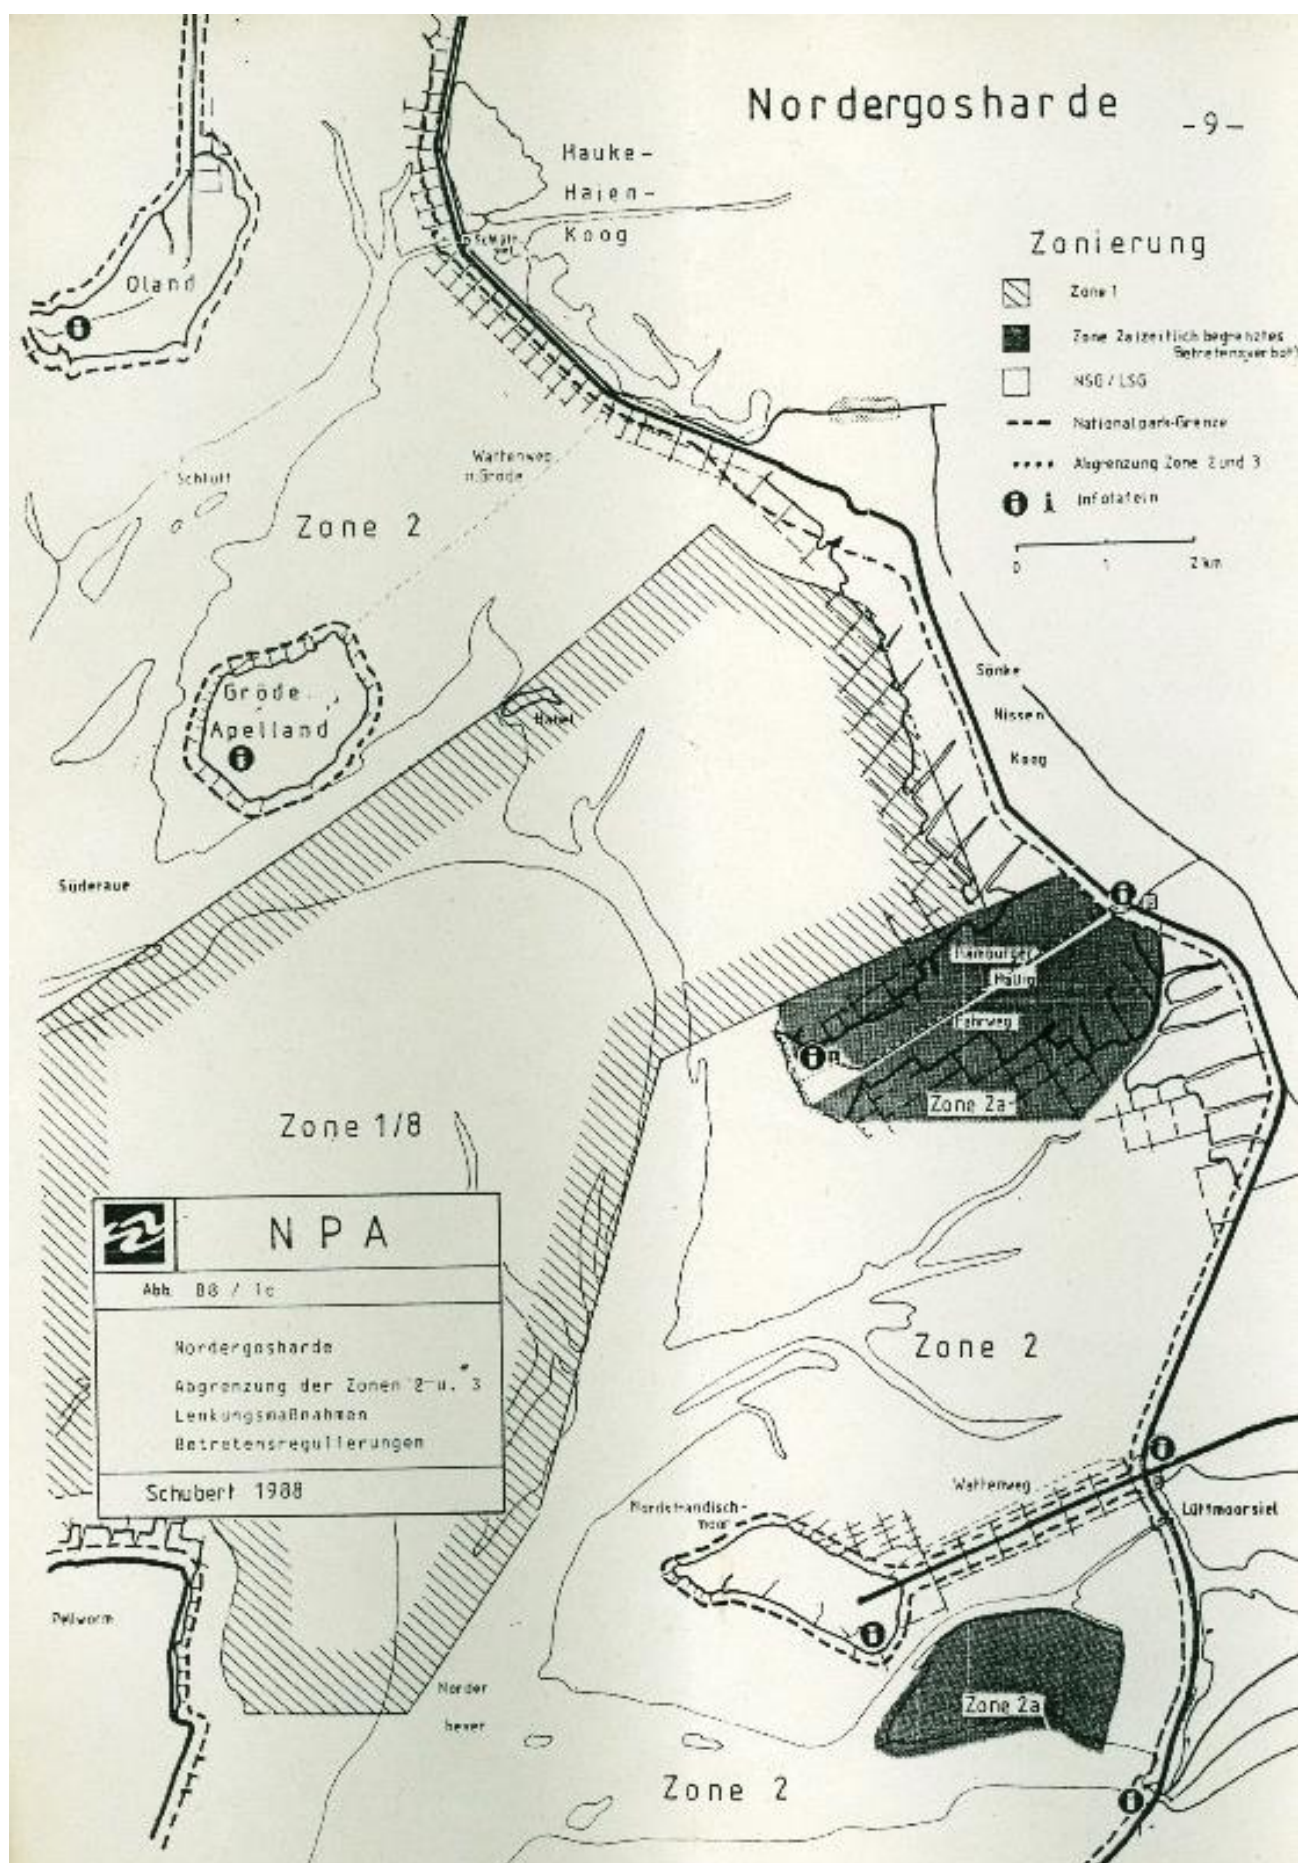 Nordergosharde
-9-
Hauke-
Haien-
Koog
Schlüttsiel
Zonierung
Zone 1
Zone 2a (zeitlich begrenztes
Betretensverbot)
NSG / LSG
Nationalpark-Grenze
Abgrenzung Zone 2 und 3
Infotafeln
0 1 2 km
Oland
Schlutt
Wattenweg
n. Gröde
Zone 2
Gröde
Apelland
Habel
Sönke
Nissen
Koog
Süderaue
Hamburger
Hallig
Fahrweg
Zone 2a
Zone 1/8
NPA
Abb. 88 / 1c
Nordergosharde
Abgrenzung der Zonen 2 u. 3
Lenkungsmaßnahmen
Betretensregulierungen
Schubert 1988
Zone 2
Wattenweg
Nordstrandisch-
moor
Lüttmoorsiel
Pellworm
Norder
hever
Zone 2a
Zone 2